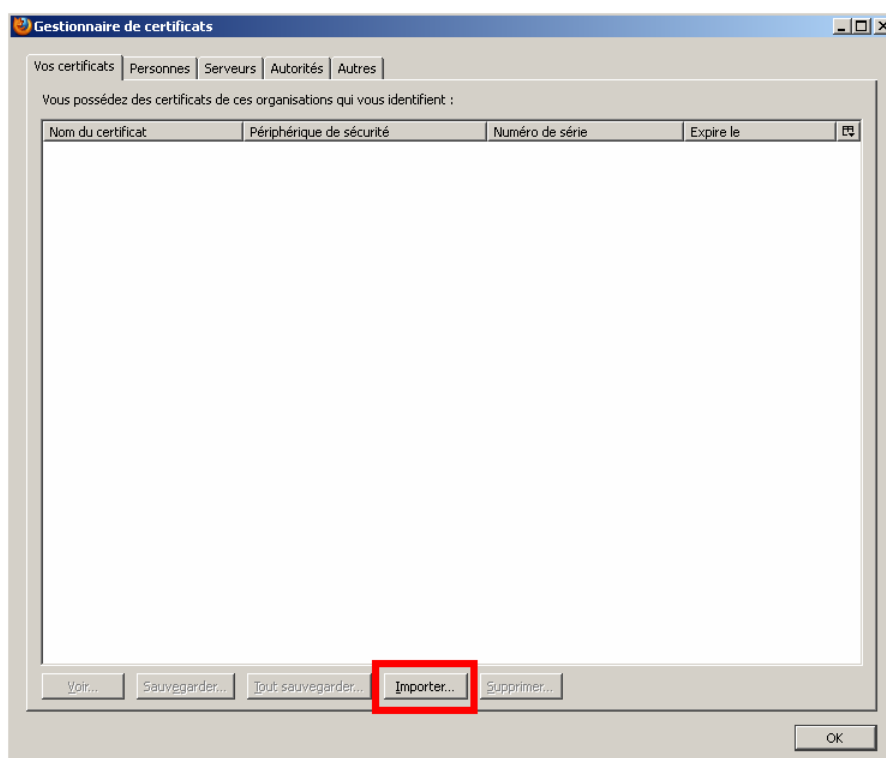 Gestionnaire de certificats
Vos certificats Personnes Serveurs Autorités Autres
Vous possédez des certificats de ces organisations qui vous identifient :
Nom du certificat Périphérique de sécurité Numéro de série Expire le
Voir... Sauvegarder... Tout sauvegarder... Importer... Supprimer...
OK